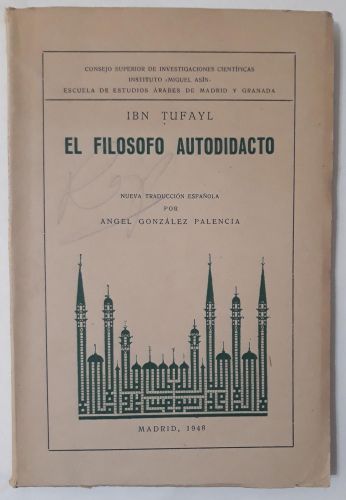 CONSEJO SUPERIOR DE INVESTIGACIONES CIENTÍFICAS
INSTITUTO «MIGUEL ASÍN»
ESCUELA DE ESTUDIOS ÁRABES DE MADRID Y GRANADA
IBN TUFAYL
EL FILOSOFO AUTODIDACTO
NUEVA TRADUCCIÓN ESPAÑOLA
POR
ANGEL GONZÁLEZ PALENCIA
MADRID, 1948